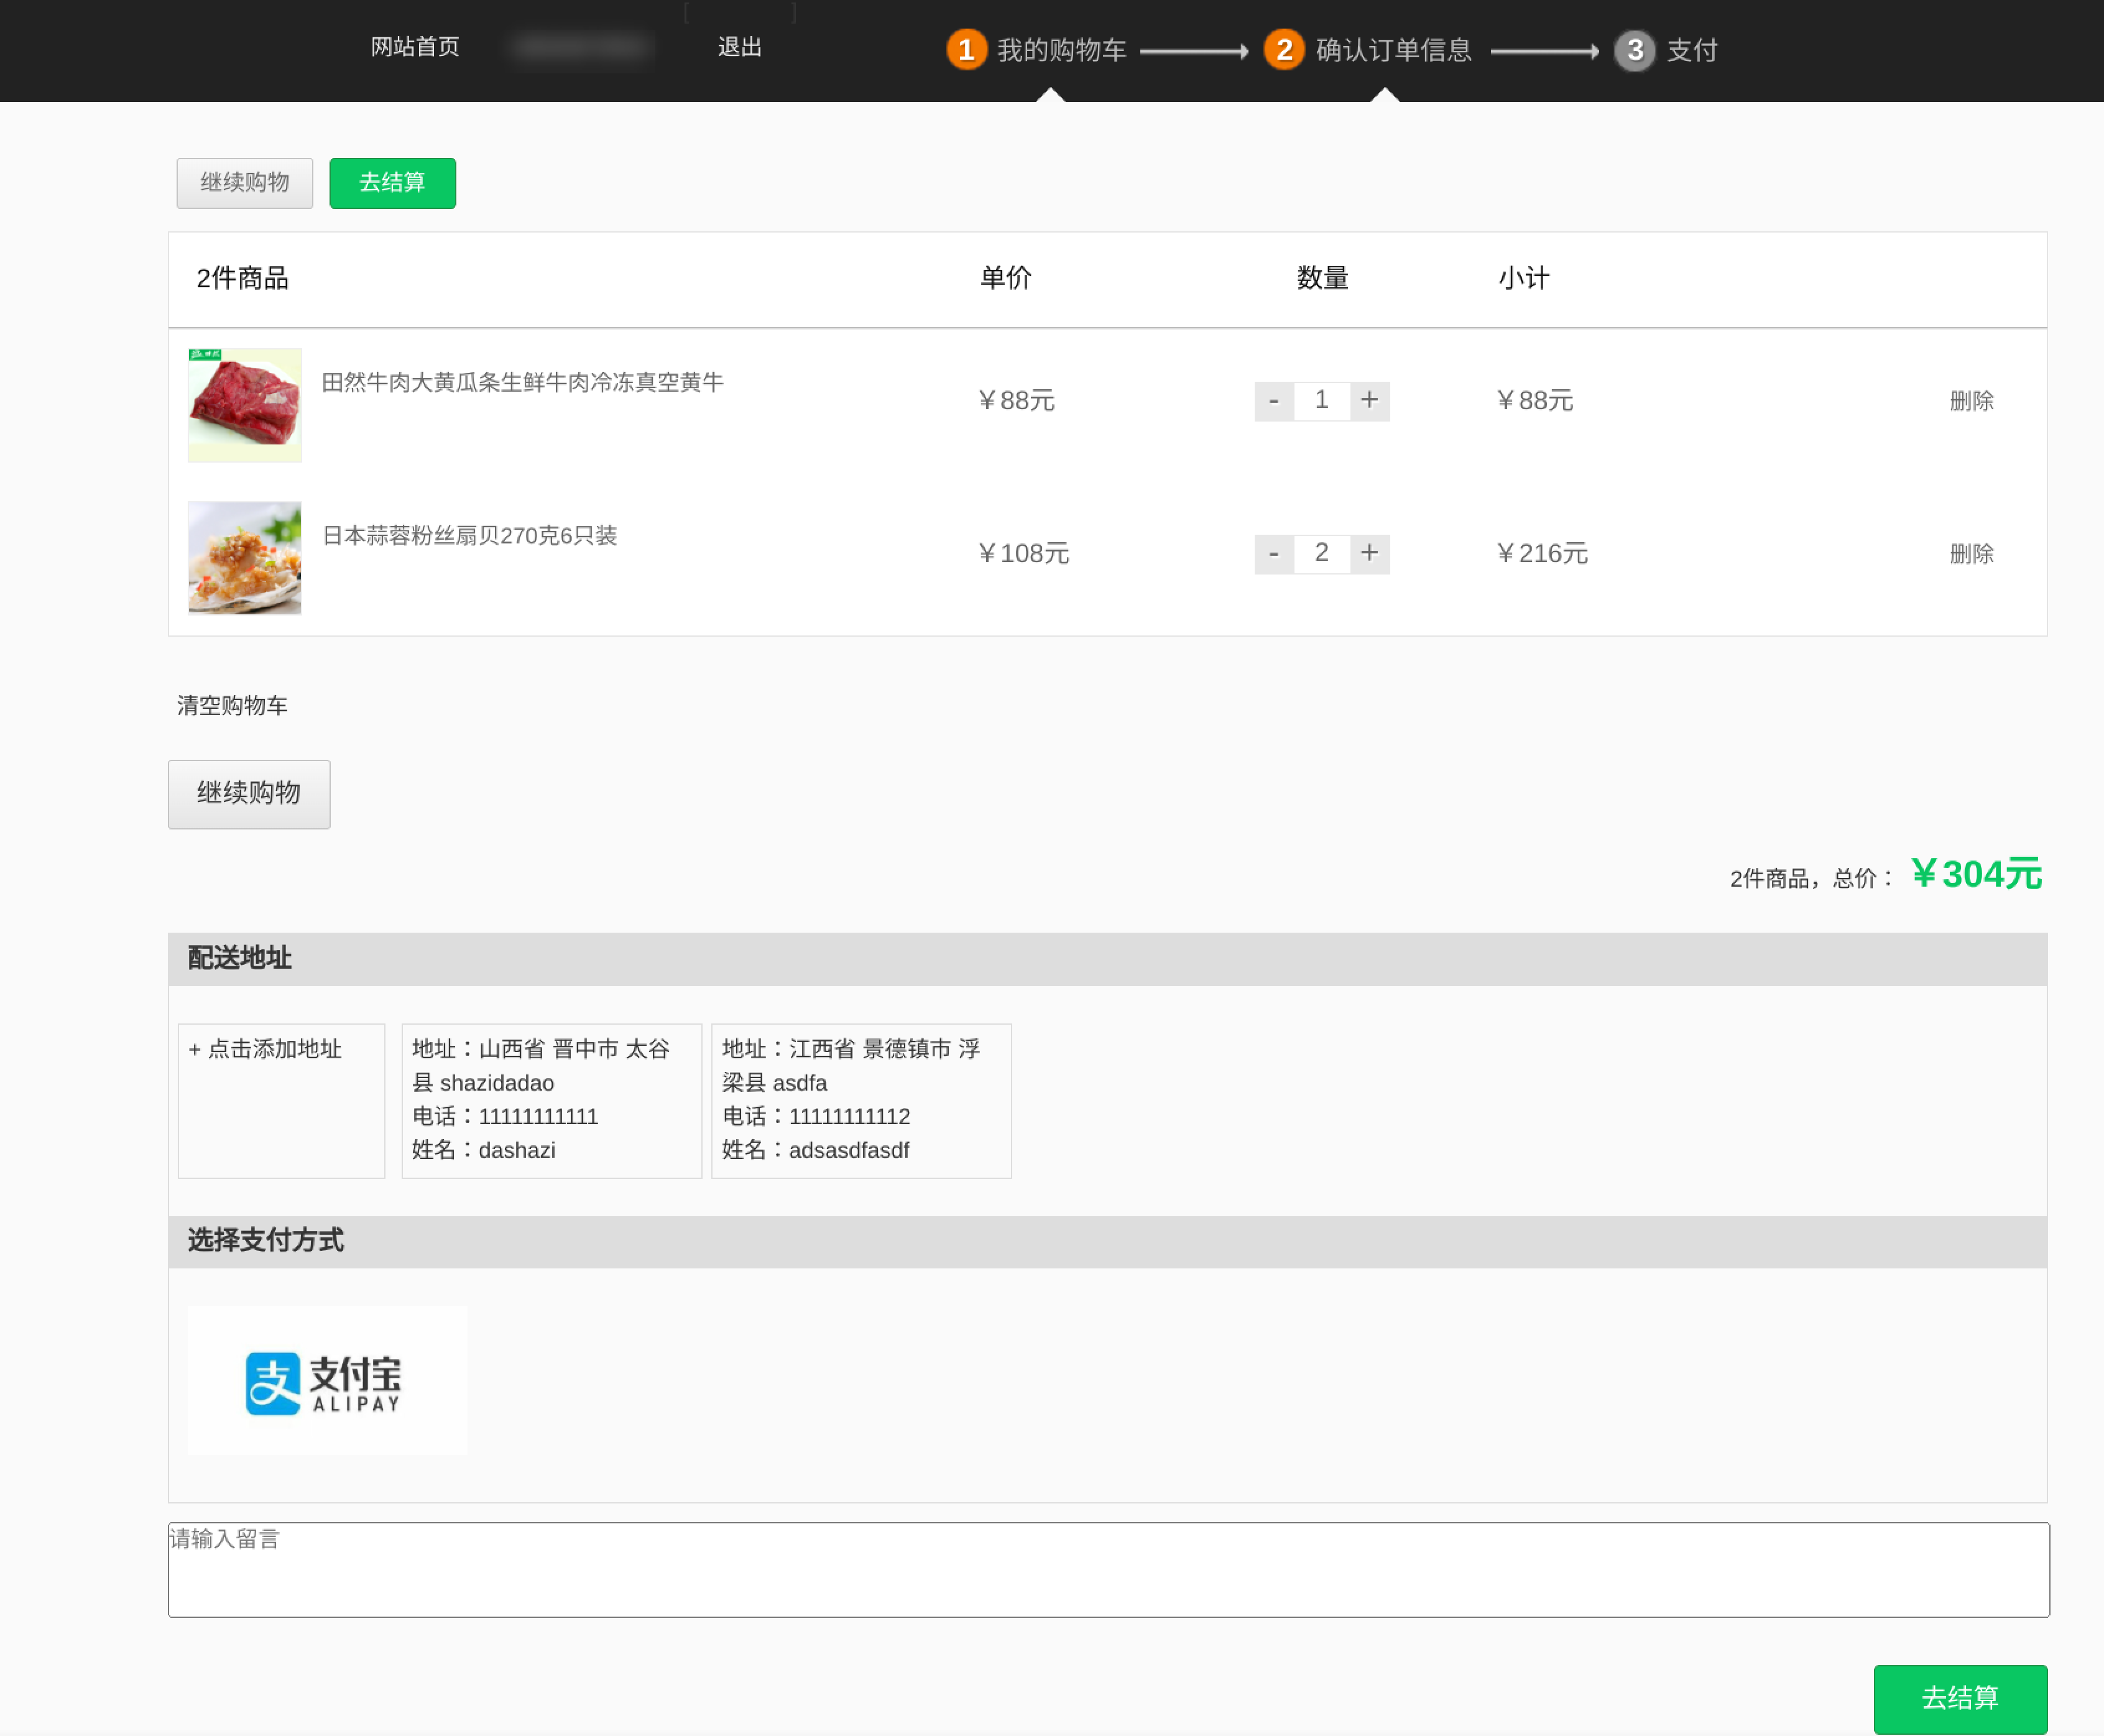 网站首页 退出
1 我的购物车 2 确认订单信息 3 支付
继续购物 去结算
2件商品 单价 数量 小计
田然牛肉大黄瓜条生鲜牛肉冷冻真空黄牛 ￥88元 - 1 + ￥88元 删除
日本蒜蓉粉丝扇贝270克6只装 ￥108元 - 2 + ￥216元 删除
清空购物车
继续购物
2件商品，总价： ￥304元
配送地址
+ 点击添加地址
地址：山西省 晋中市 太谷
县 shazidadao
电话：11111111111
姓名：dashazi
地址：江西省 景德镇市 浮
梁县 asdfa
电话：11111111112
姓名：adsasdfasdf
选择支付方式
支 支付宝
ALIPAY
请输入留言
去结算